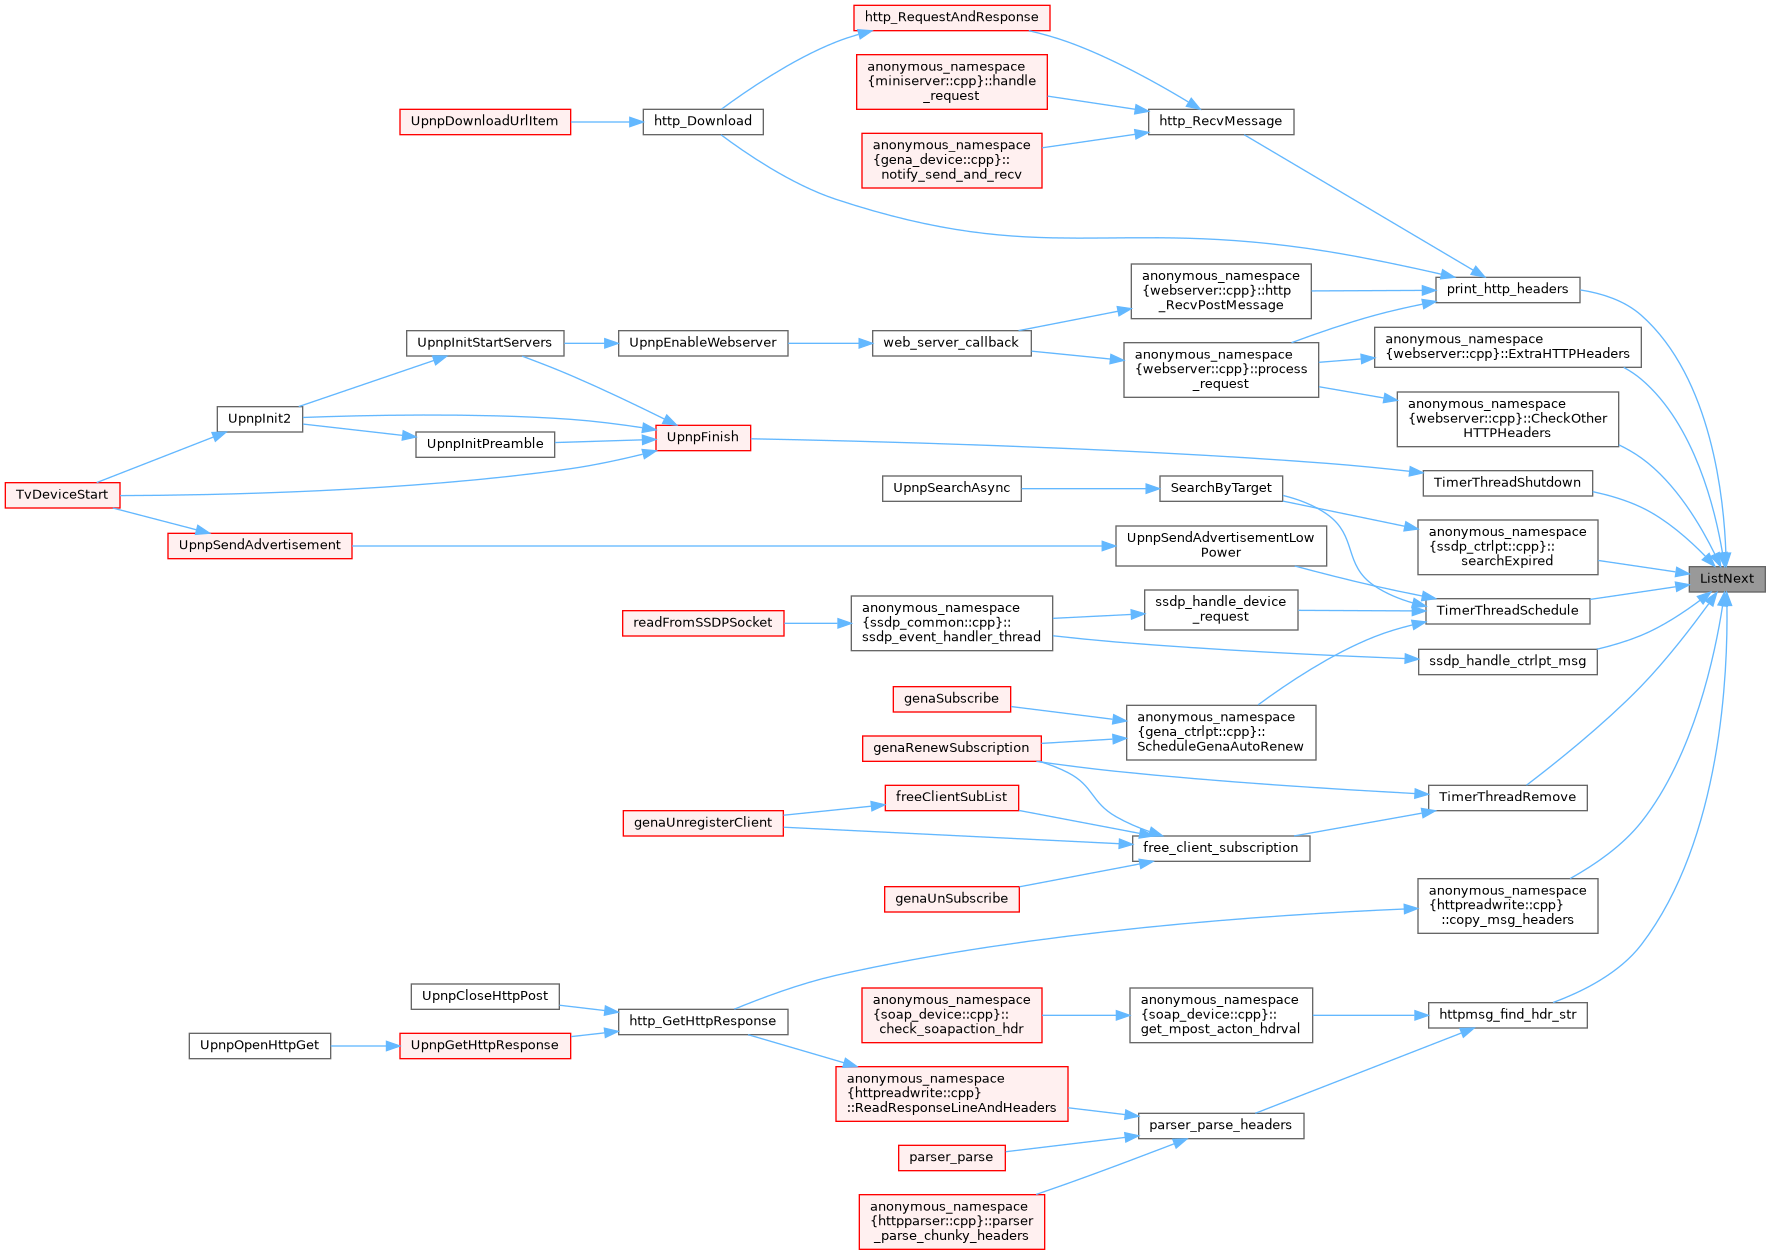 http_RequestAndResponse
anonymous_namespace
{miniserver::cpp}::handle
_request
UpnpDownloadUrlItem
http_Download
http_RecvMessage
anonymous_namespace
{gena_device::cpp}::
notify_send_and_recv
anonymous_namespace
{webserver::cpp}::http
_RecvPostMessage
print_http_headers
UpnpInitStartServers
UpnpEnableWebserver
web_server_callback
anonymous_namespace
{webserver::cpp}::ExtraHTTPHeaders
anonymous_namespace
{webserver::cpp}::process
_request
UpnpInit2
UpnpInitPreamble
UpnpFinish
anonymous_namespace
{webserver::cpp}::CheckOther
HTTPHeaders
TvDeviceStart
UpnpSearchAsync
SearchByTarget
TimerThreadShutdown
UpnpSendAdvertisement
UpnpSendAdvertisementLow
Power
anonymous_namespace
{ssdp_ctrlpt::cpp}::
searchExpired
ListNext
readFromSSDPSocket
anonymous_namespace
{ssdp_common::cpp}::
ssdp_event_handler_thread
ssdp_handle_device
_request
TimerThreadSchedule
ssdp_handle_ctrlpt_msg
genaSubscribe
genaRenewSubscription
anonymous_namespace
{gena_ctrlpt::cpp}::
ScheduleGenaAutoRenew
freeClientSubList
genaUnregisterClient
TimerThreadRemove
free_client_subscription
genaUnSubscribe
anonymous_namespace
{httpreadwrite::cpp}
::copy_msg_headers
UpnpCloseHttpPost
UpnpOpenHttpGet
UpnpGetHttpResponse
http_GetHttpResponse
anonymous_namespace
{soap_device::cpp}::
check_soapaction_hdr
anonymous_namespace
{soap_device::cpp}::
get_mpost_acton_hdrval
httpmsg_find_hdr_str
anonymous_namespace
{httpreadwrite::cpp}
::ReadResponseLineAndHeaders
parser_parse_headers
parser_parse
anonymous_namespace
{httpparser::cpp}::parser
_parse_chunky_headers